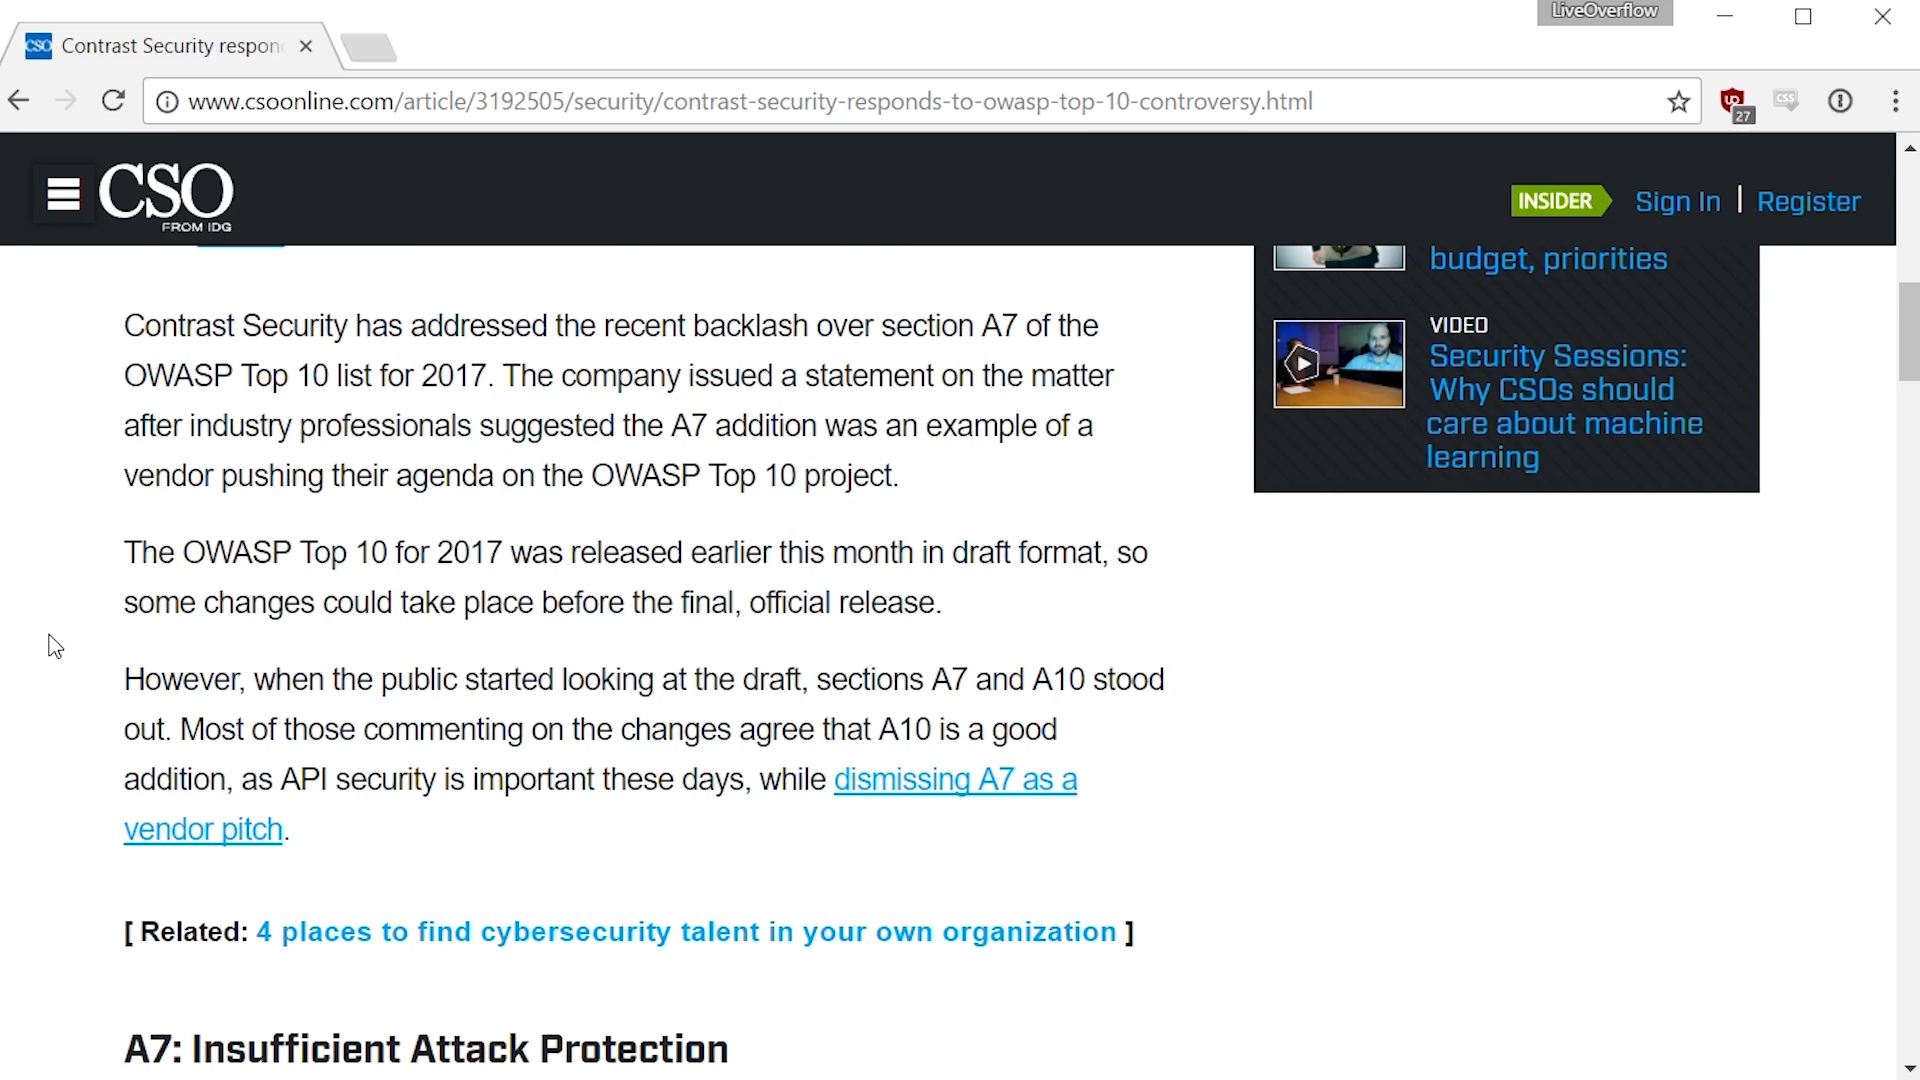 LiveOverflow
CSO Contrast Security respon
www.csoonline.com/article/3192505/security/contrast-security-responds-to-owasp-top-10-controversy.html
27
CSS
CSO
FROM IDG
INSIDER Sign In | Register
budget, priorities
VIDEO
Security Sessions:
Why CSOs should
care about machine
learning
Contrast Security has addressed the recent backlash over section A7 of the
OWASP Top 10 list for 2017. The company issued a statement on the matter
after industry professionals suggested the A7 addition was an example of a
vendor pushing their agenda on the OWASP Top 10 project.
The OWASP Top 10 for 2017 was released earlier this month in draft format, so
some changes could take place before the final, official release.
However, when the public started looking at the draft, sections A7 and A10 stood
out. Most of those commenting on the changes agree that A10 is a good
addition, as API security is important these days, while dismissing A7 as a
vendor pitch.
[ Related: 4 places to find cybersecurity talent in your own organization ]
A7: Insufficient Attack Protection